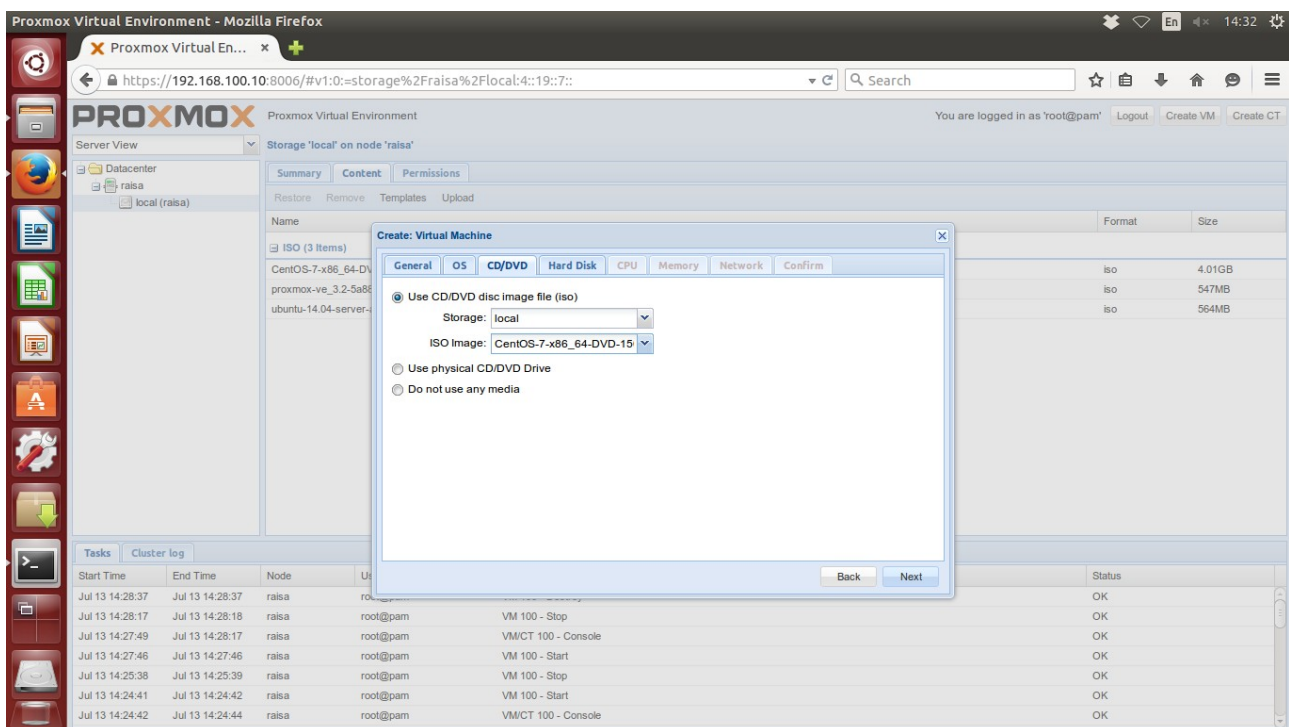 Proxmox Virtual Environment - Mozilla Firefox En 14:32
Proxmox Virtual En... ×
https://192.168.100.10:8006/#v1:0:=storage%2Fraisa%2Flocal:4::19::7:: Search
PROXMOX Proxmox Virtual Environment You are logged in as 'root@pam' Logout Create VM Create CT
Server View Storage 'local' on node 'raisa'
Datacenter
raisa
local (raisa)
Summary Content Permissions
Restore Remove Templates Upload
Name Format Size
ISO (3 Items)
CentOS-7-x86_64-DV iso 4.01GB
proxmox-ve_3.2-5a88 iso 547MB
ubuntu-14.04-server- iso 564MB
Create: Virtual Machine
General OS CD/DVD Hard Disk CPU Memory Network Confirm
Use CD/DVD disc image file (iso)
Storage: local
ISO Image: CentOS-7-x86_64-DVD-15
Use physical CD/DVD Drive
Do not use any media
Back Next
Tasks Cluster log
Start Time End Time Node Us Status
Jul 13 14:28:37 Jul 13 14:28:37 raisa OK
Jul 13 14:28:17 Jul 13 14:28:18 raisa root@pam VM 100 - Stop OK
Jul 13 14:27:49 Jul 13 14:28:17 raisa root@pam VM/CT 100 - Console OK
Jul 13 14:27:46 Jul 13 14:27:46 raisa root@pam VM 100 - Start OK
Jul 13 14:25:38 Jul 13 14:25:39 raisa root@pam VM 100 - Stop OK
Jul 13 14:24:41 Jul 13 14:24:42 raisa root@pam VM 100 - Start OK
Jul 13 14:24:42 Jul 13 14:24:44 raisa root@pam VM/CT 100 - Console OK